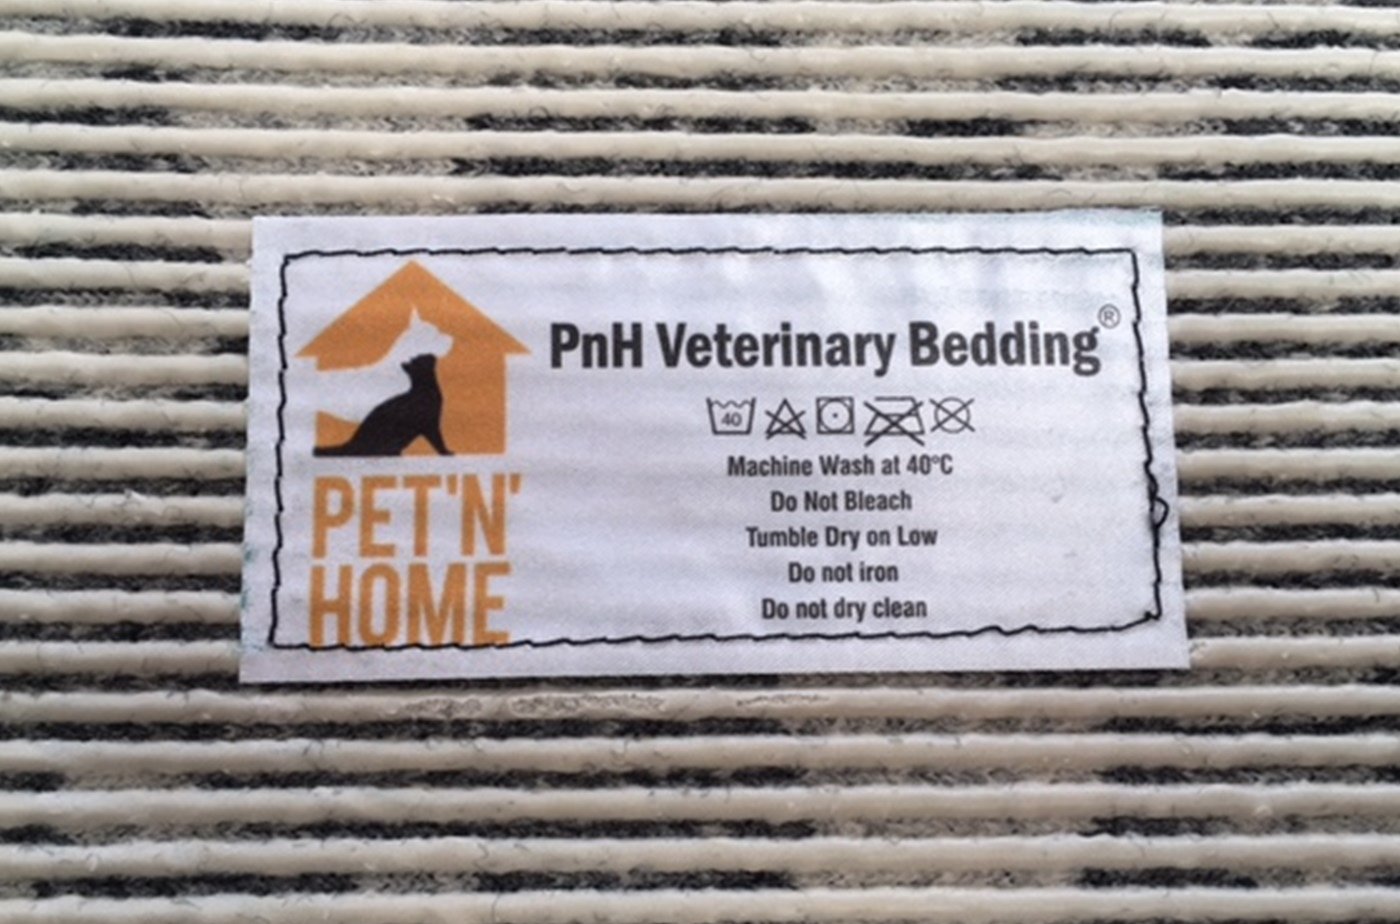 PnH Veterinary Bedding®
40
Machine Wash at 40°C
Do Not Bleach
Tumble Dry on Low
Do not iron
Do not dry clean
PET'N'
HOME